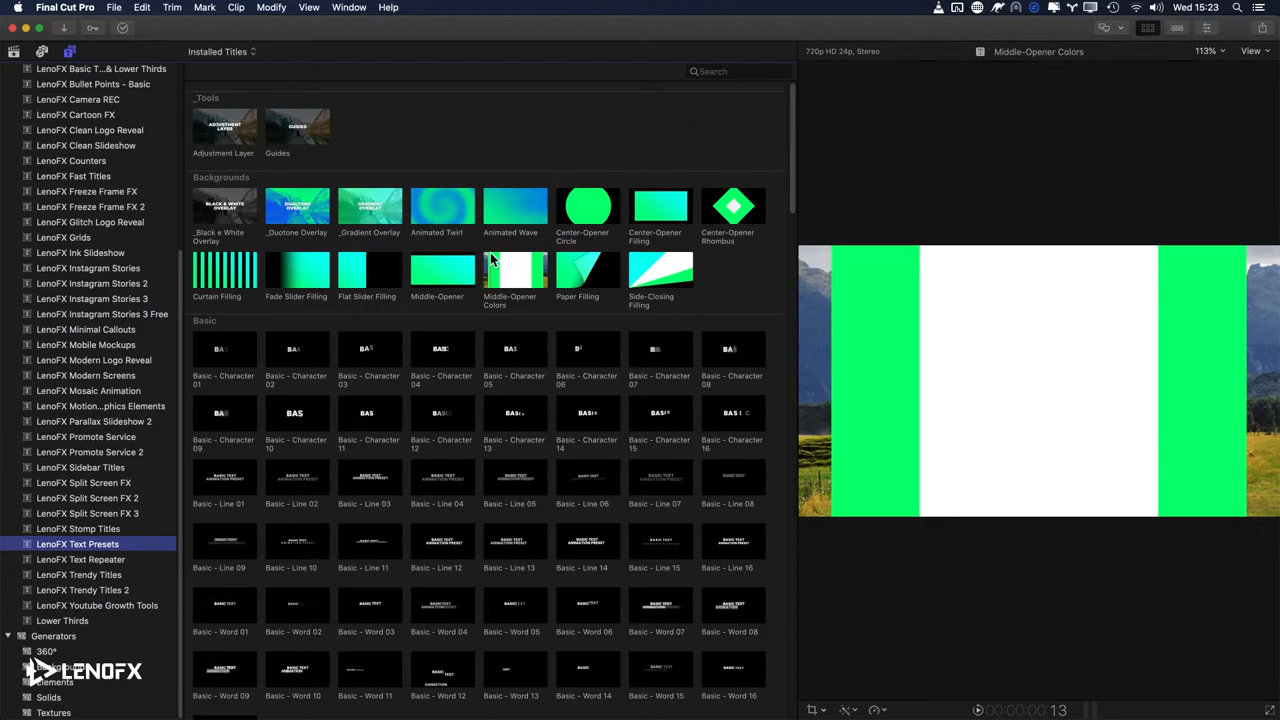 Final Cut Pro File Edit Trim Mark Clip Modify View Window Help
Wed 15:23
Installed Titles
720p HD 24p, Stereo
Middle-Opener Colors
113%
View
Search
LenoFX Basic T...& Lower Thirds
LenoFX Bullet Points - Basic
LenoFX Camera REC
LenoFX Cartoon FX
LenoFX Clean Logo Reveal
LenoFX Clean Slideshow
LenoFX Counters
LenoFX Fast Titles
LenoFX Freeze Frame FX
LenoFX Freeze Frame FX 2
LenoFX Glitch Logo Reveal
LenoFX Grids
LenoFX Ink Slideshow
LenoFX Instagram Stories
LenoFX Instagram Stories 2
LenoFX Instagram Stories 3
LenoFX Instagram Stories 3 Free
LenoFX Minimal Callouts
LenoFX Mobile Mockups
LenoFX Modern Logo Reveal
LenoFX Modern Screens
LenoFX Mosaic Animation
LenoFX Motion...phics Elements
LenoFX Parallax Slideshow 2
LenoFX Promote Service
LenoFX Promote Service 2
LenoFX Sidebar Titles
LenoFX Split Screen FX
LenoFX Split Screen FX 2
LenoFX Split Screen FX 3
LenoFX Stomp Titles
LenoFX Text Presets
LenoFX Text Repeater
LenoFX Trendy Titles
LenoFX Trendy Titles 2
LenoFX Youtube Growth Tools
Lower Thirds
Generators
360°
LENOFX
Elements
Solids
Textures
_Tools
ADJUSTMENT
LAYER
GUIDES
Adjustment Layer
Guides
Backgrounds
BLACK & WHITE
OVERLAY
DUALTONE
OVERLAY
GRADIENT
OVERLAY
_Black e White
Overlay
_Duotone Overlay
_Gradient Overlay
Animated Twirl
Animated Wave
Center-Opener
Circle
Center-Opener
Filling
Center-Opener
Rhombus
Curtain Filling
Fade Slider Filling
Flat Slider Filling
Middle-Opener
Middle-Opener
Colors
Paper Filling
Side-Closing
Filling
Basic
Basic - Character
01
Basic - Character
02
Basic - Character
03
Basic - Character
04
Basic - Character
05
Basic - Character
06
Basic - Character
07
Basic - Character
08
Basic - Character
09
Basic - Character
10
Basic - Character
11
Basic - Character
12
Basic - Character
13
Basic - Character
14
Basic - Character
15
Basic - Character
16
Basic - Line 01
Basic - Line 02
Basic - Line 03
Basic - Line 04
Basic - Line 05
Basic - Line 06
Basic - Line 07
Basic - Line 08
Basic - Line 09
Basic - Line 10
Basic - Line 11
Basic - Line 12
Basic - Line 13
Basic - Line 14
Basic - Line 15
Basic - Line 16
Basic - Word 01
Basic - Word 02
Basic - Word 03
Basic - Word 04
Basic - Word 05
Basic - Word 06
Basic - Word 07
Basic - Word 08
Basic - Word 09
Basic - Word 10
Basic - Word 11
Basic - Word 12
Basic - Word 13
Basic - Word 14
Basic - Word 15
Basic - Word 16
00:00:00:00:13